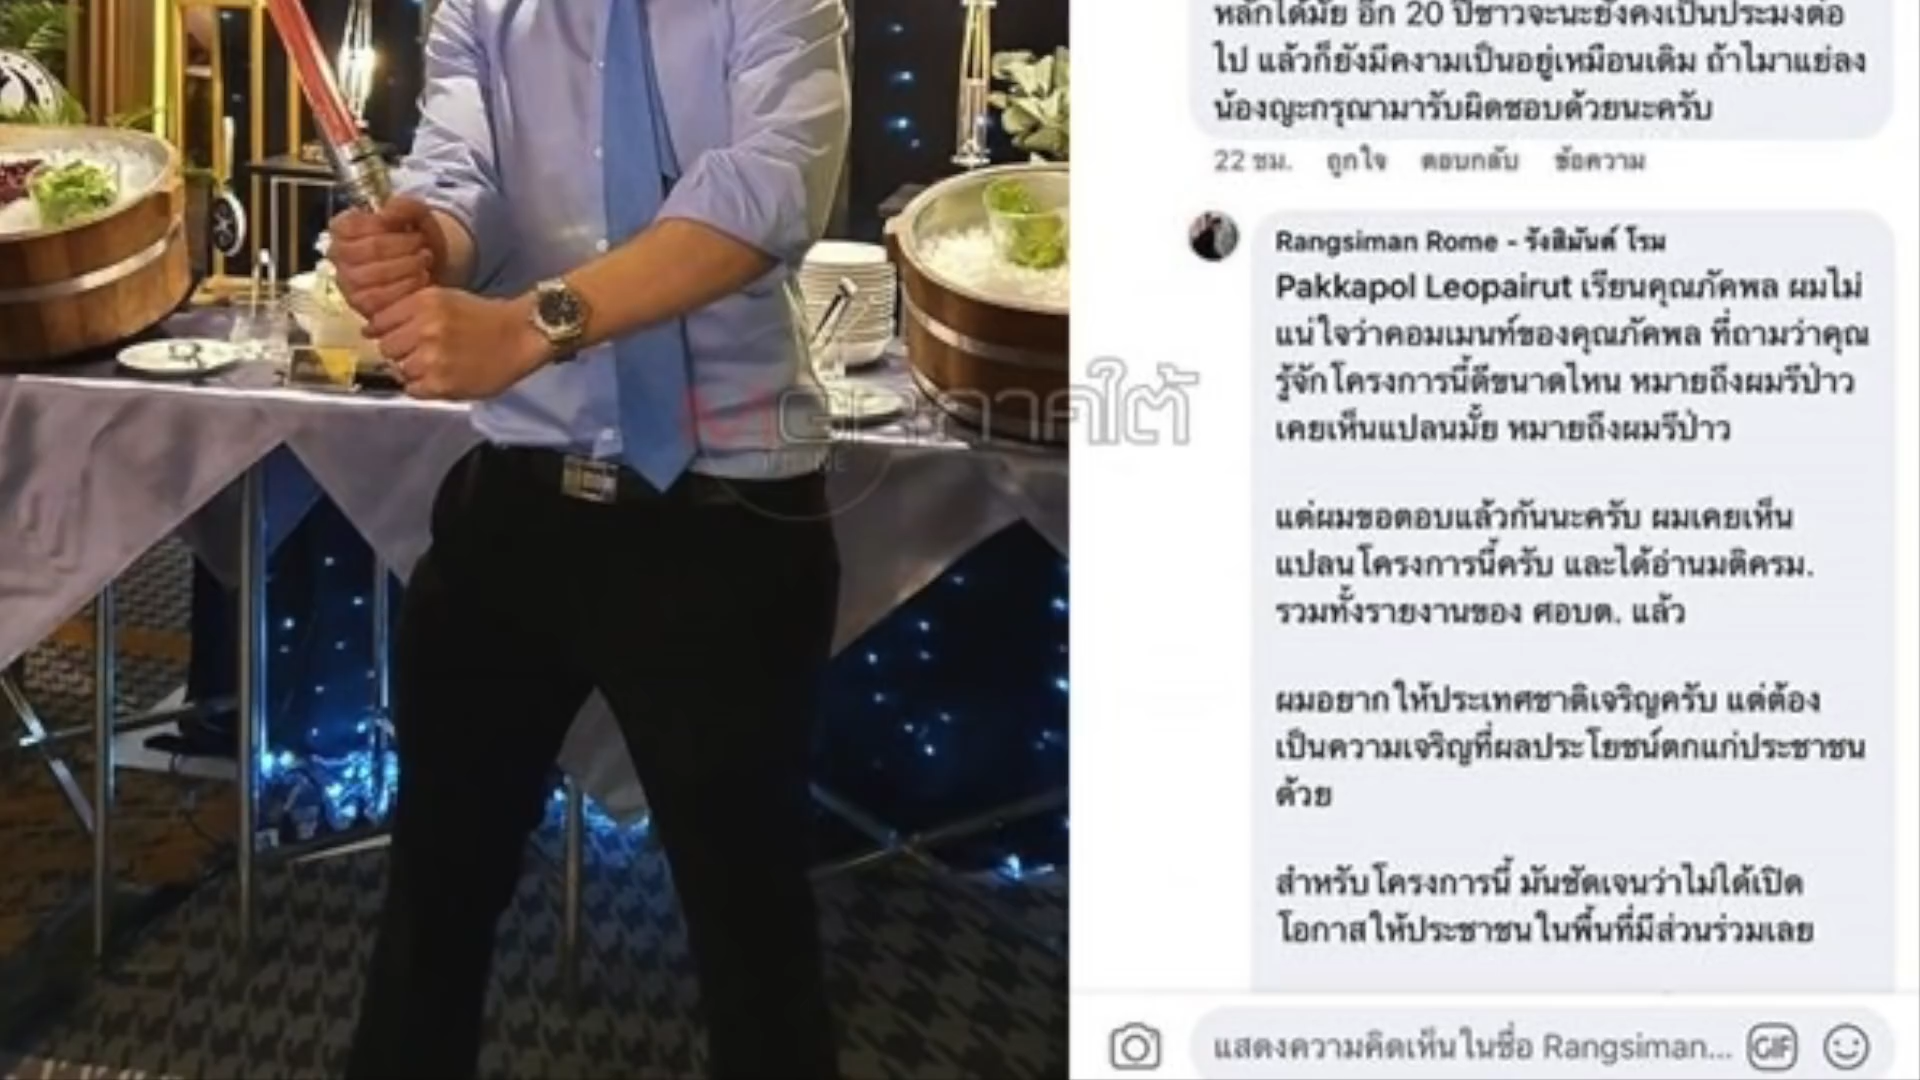 หลักได้มั้ย อีก 20 ปีชาวจะนะยังคงเป็นประมงต่อ
ไป แล้วก็ยังมีคงามเป็นอยู่เหมือนเดิม ถ้าไมาแย่ลง
น้องญะกรุณามารับผิดชอบด้วยนะครับ
22 ชม. ถูกใจ ตอบกลับ ข้อความ
Rangsiman Rome - รังสิมันต์ โรม
Pakkapol Leopairut เรียนคุณภัคพล ผมไม่
แน่ใจว่าคอมเมนท์ของคุณภัคพล ที่ถามว่าคุณ
รู้จักโครงการนี้ดีขนาดไหน หมายถึงผมรึป่าว
เคยเห็นแปลนมั้ย หมายถึงผมรึป่าว
แต่ผมขอตอบแล้วกันนะครับ ผมเคยเห็น
แปลนโครงการนี้ครับ และได้อ่านมติครม.
รวมทั้งรายงานของ ศอบต. แล้ว
ผมอยากให้ประเทศชาติเจริญครับ แต่ต้อง
เป็นความเจริญที่ผลประโยชน์ตกแก่ประชาชน
ด้วย
สำหรับโครงการนี้ มันชัดเจนว่าไม่ได้เปิด
โอกาสให้ประชาชนในพื้นที่มีส่วนร่วมเลย
แสดงความคิดเห็นในชื่อ Rangsiman... GIF
ภาคใต้